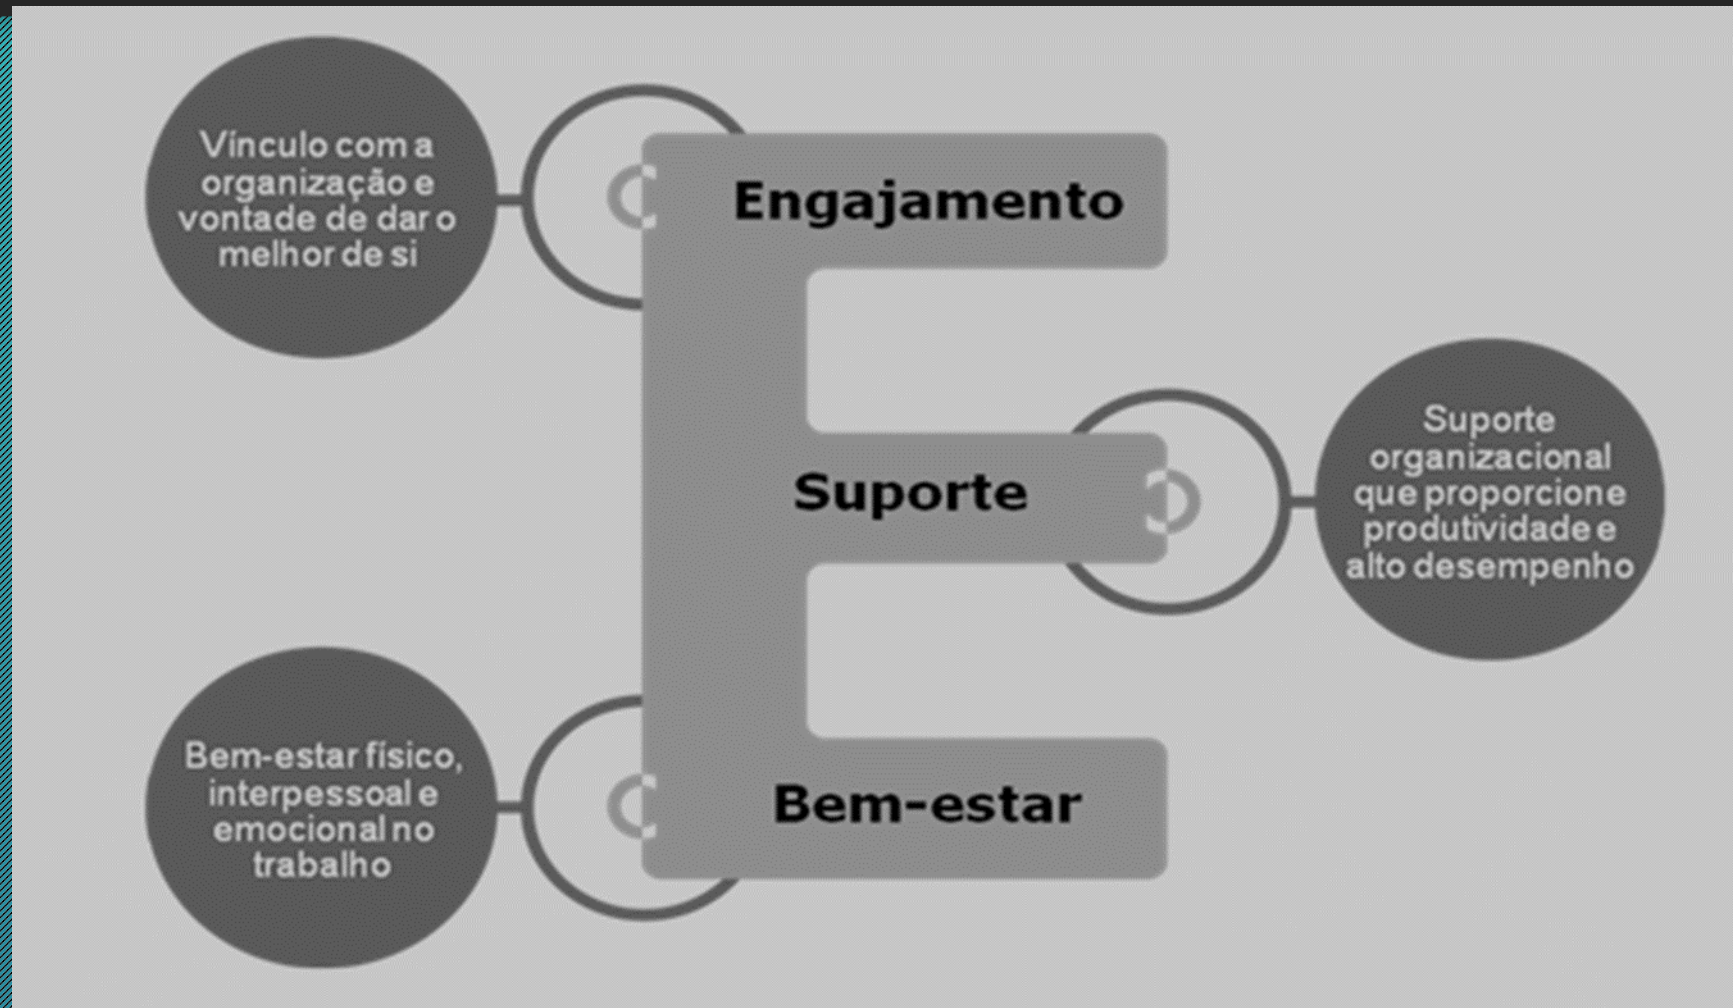 Vínculo com a
organização e
vontade de dar o
melhor de si
Engajamento
Suporte
Suporte
organizacional
que proporcione
produtividade e
alto desempenho
Bem-estar físico,
interpessoal e
emocional no
trabalho
Bem-estar